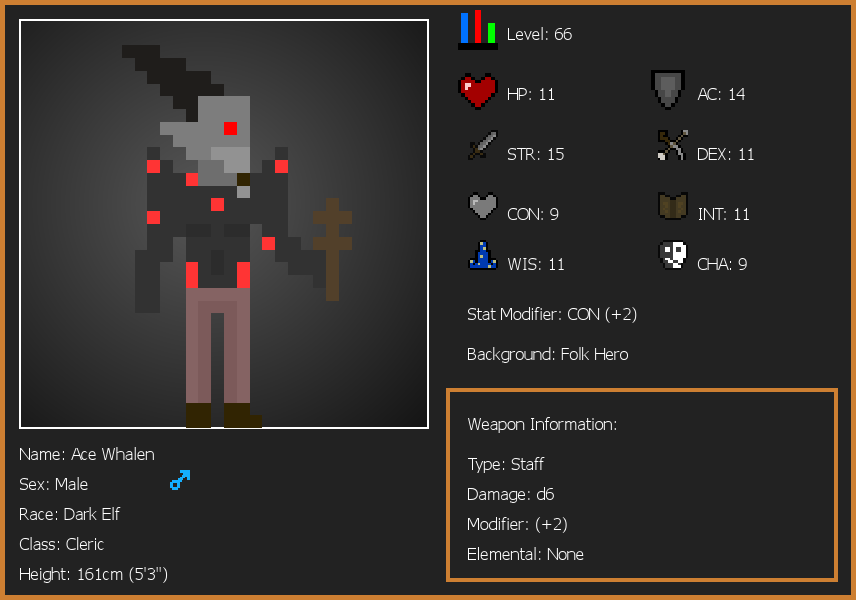 Level: 66
HP: 11
AC: 14
STR: 15
DEX: 11
CON: 9
INT: 11
WIS: 11
CHA: 9
Stat Modifier: CON (+2)
Background: Folk Hero
Weapon Information:
Type: Staff
Damage: d6
Modifier: (+2)
Elemental: None
Name: Ace Whalen
Sex: Male
Race: Dark Elf
Class: Cleric
Height: 161cm (5'3")